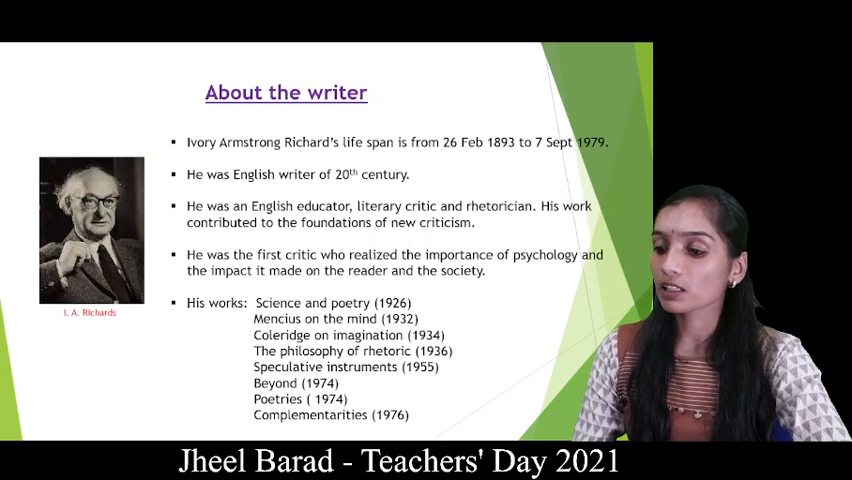 About the writer
▪ Ivory Armstrong Richard's life span is from 26 Feb 1893 to 7 Sept 1979.
▪ He was English writer of 20th century.
▪ He was an English educator, literary critic and rhetorician. His work
contributed to the foundations of new criticism.
▪ He was the first critic who realized the importance of psychology and
the impact it made on the reader and the society.
▪ His works: Science and poetry (1926)
Mencius on the mind (1932)
Coleridge on imagination (1934)
The philosophy of rhetoric (1936)
Speculative instruments (1955)
Beyond (1974)
Poetries ( 1974)
Complementarities (1976)
I. A. Richards
Jheel Barad - Teachers' Day 2021